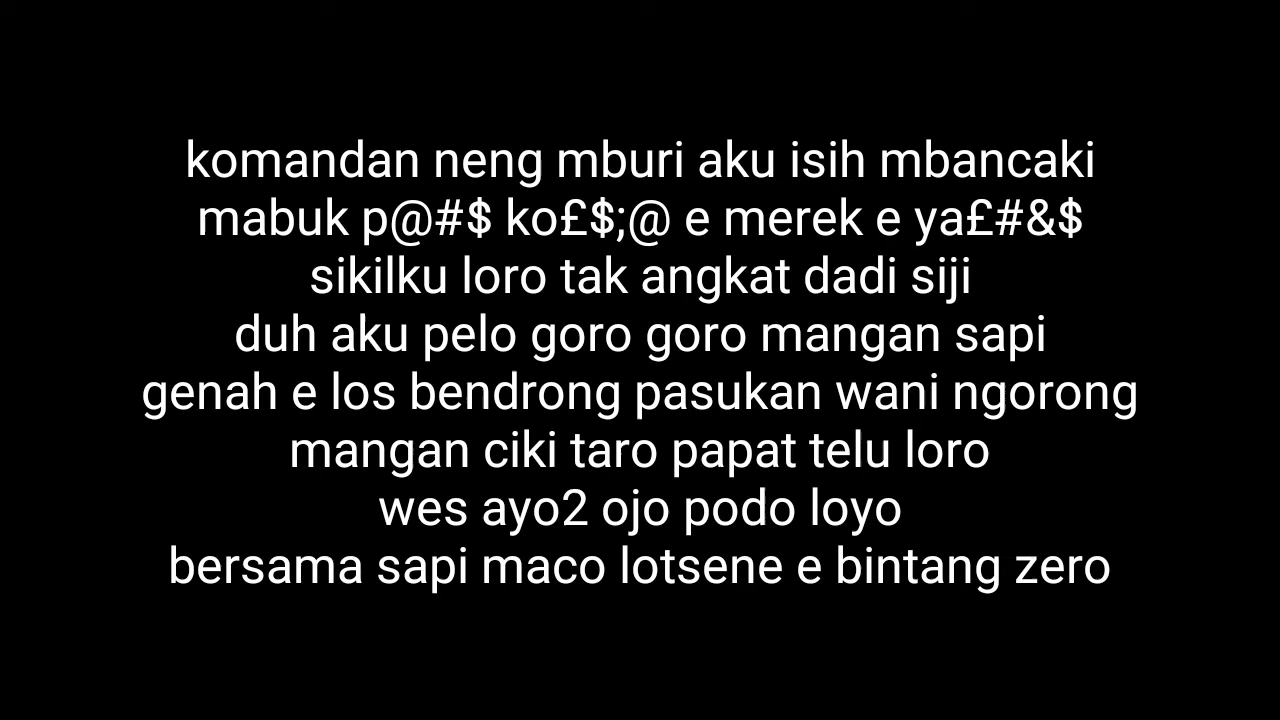 komandan neng mburi aku isih mbancaki
mabuk p@#$ ko£$;@ e merek e ya£#&$
sikilku loro tak angkat dadi siji
duh aku pelo goro goro mangan sapi
genah e los bendrong pasukan wani ngorong
mangan ciki taro papat telu loro
wes ayo2 ojo podo loyo
bersama sapi maco lotsene e bintang zero